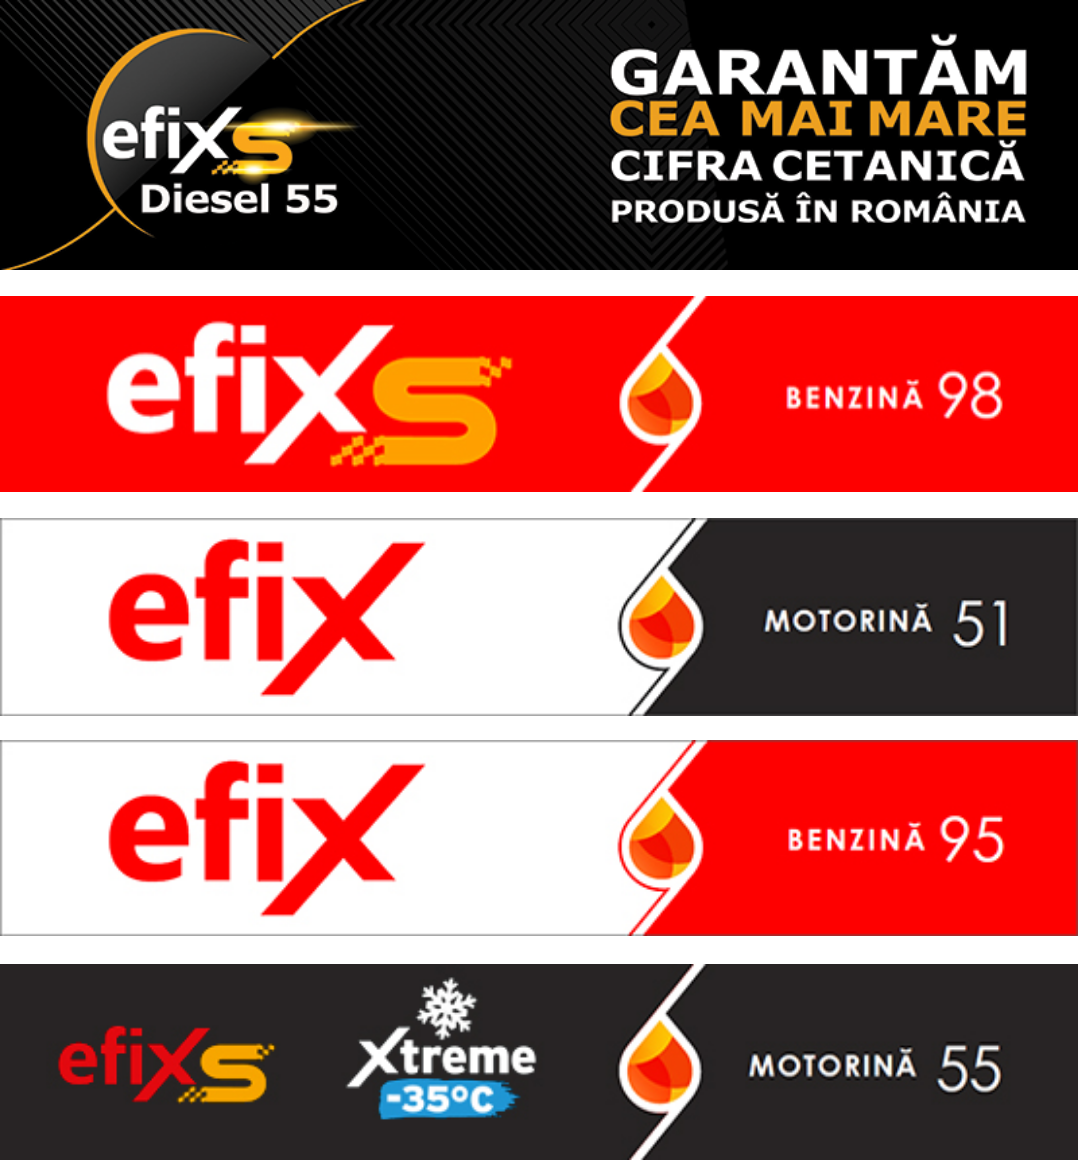 efiXs
Diesel 55
GARANTĂM
CEA MAI MARE
CIFRA CETANICĂ
PRODUSĂ ÎN ROMÂNIA
efiXs
BENZINĂ 98
efiX
MOTORINĂ 51
efiX
BENZINĂ 95
efiXs
Xtreme
-35°C
MOTORINĂ 55